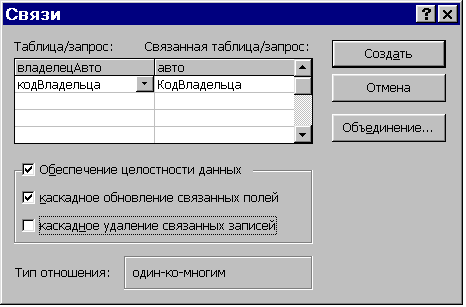 Связи
Таблица/запрос: Связанная таблица/запрос:
владелецАвто авто
кодВладельца КодВладельца
Создать
Отмена
Объединение...
Обеспечение целостности данных
каскадное обновление связанных полей
каскадное удаление связанных записей
Тип отношения: один-ко-многим